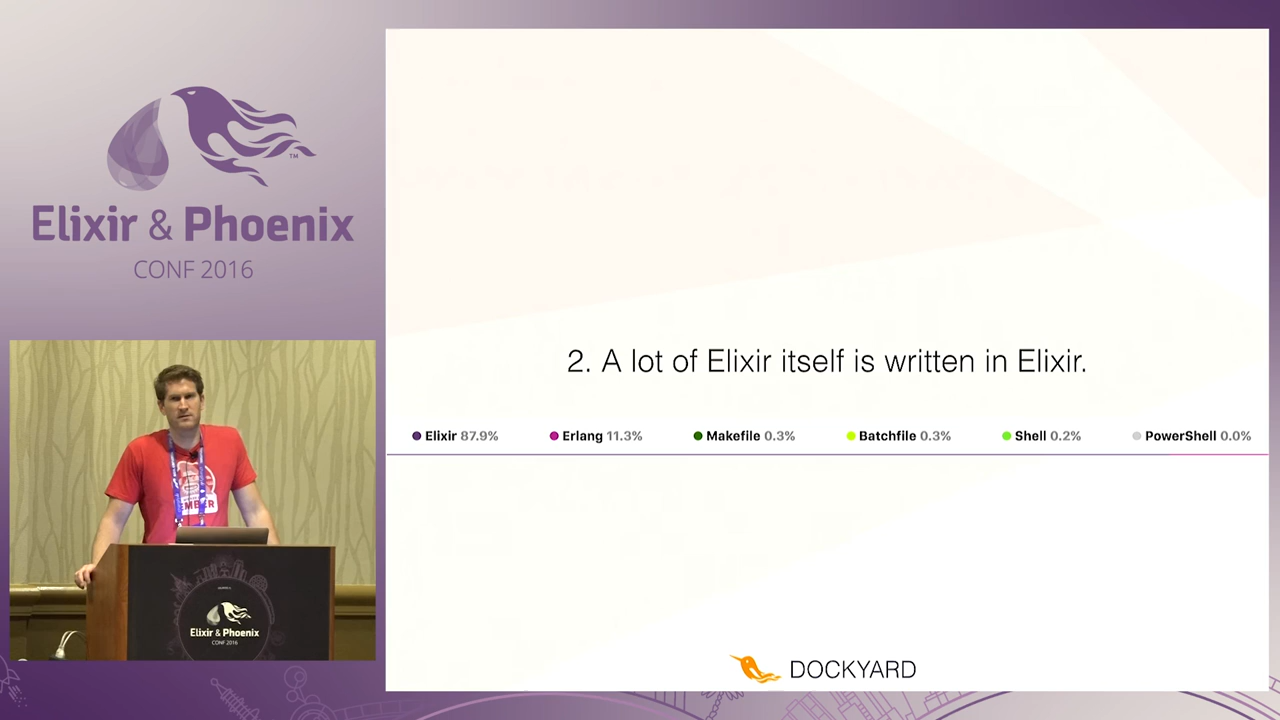 TM
Elixir & Phoenix
CONF 2016
2. A lot of Elixir itself is written in Elixir.
Elixir 87.9% Erlang 11.3% Makefile 0.3% Batchfile 0.3% Shell 0.2% PowerShell 0.0%
DOCKYARD
Elixir & Phoenix
CONF 2016